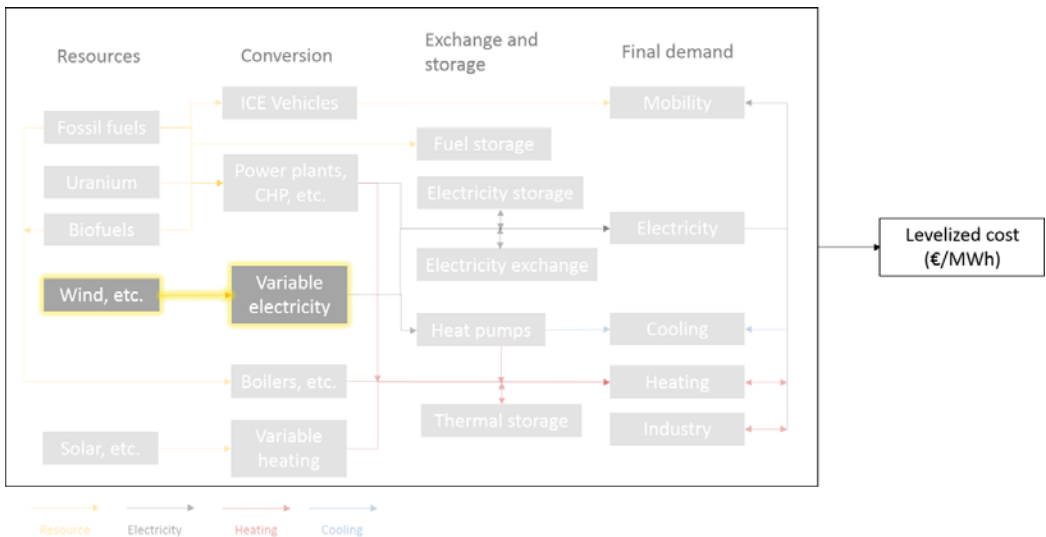 Resources
Conversion
Exchange and
storage
Final demand
ICE Vehicles
Mobility
Fossil fuels
Fuel storage
Uranium
Power plants,
CHP, etc.
Electricity storage
Biofuels
Electricity
Electricity exchange
Levelized cost
(€/MWh)
Wind, etc.
Variable
electricity
Heat pumps
Cooling
Boilers, etc.
Heating
Thermal storage
Industry
Solar, etc.
Variable
heating
Resource
Electricity
Heating
Cooling